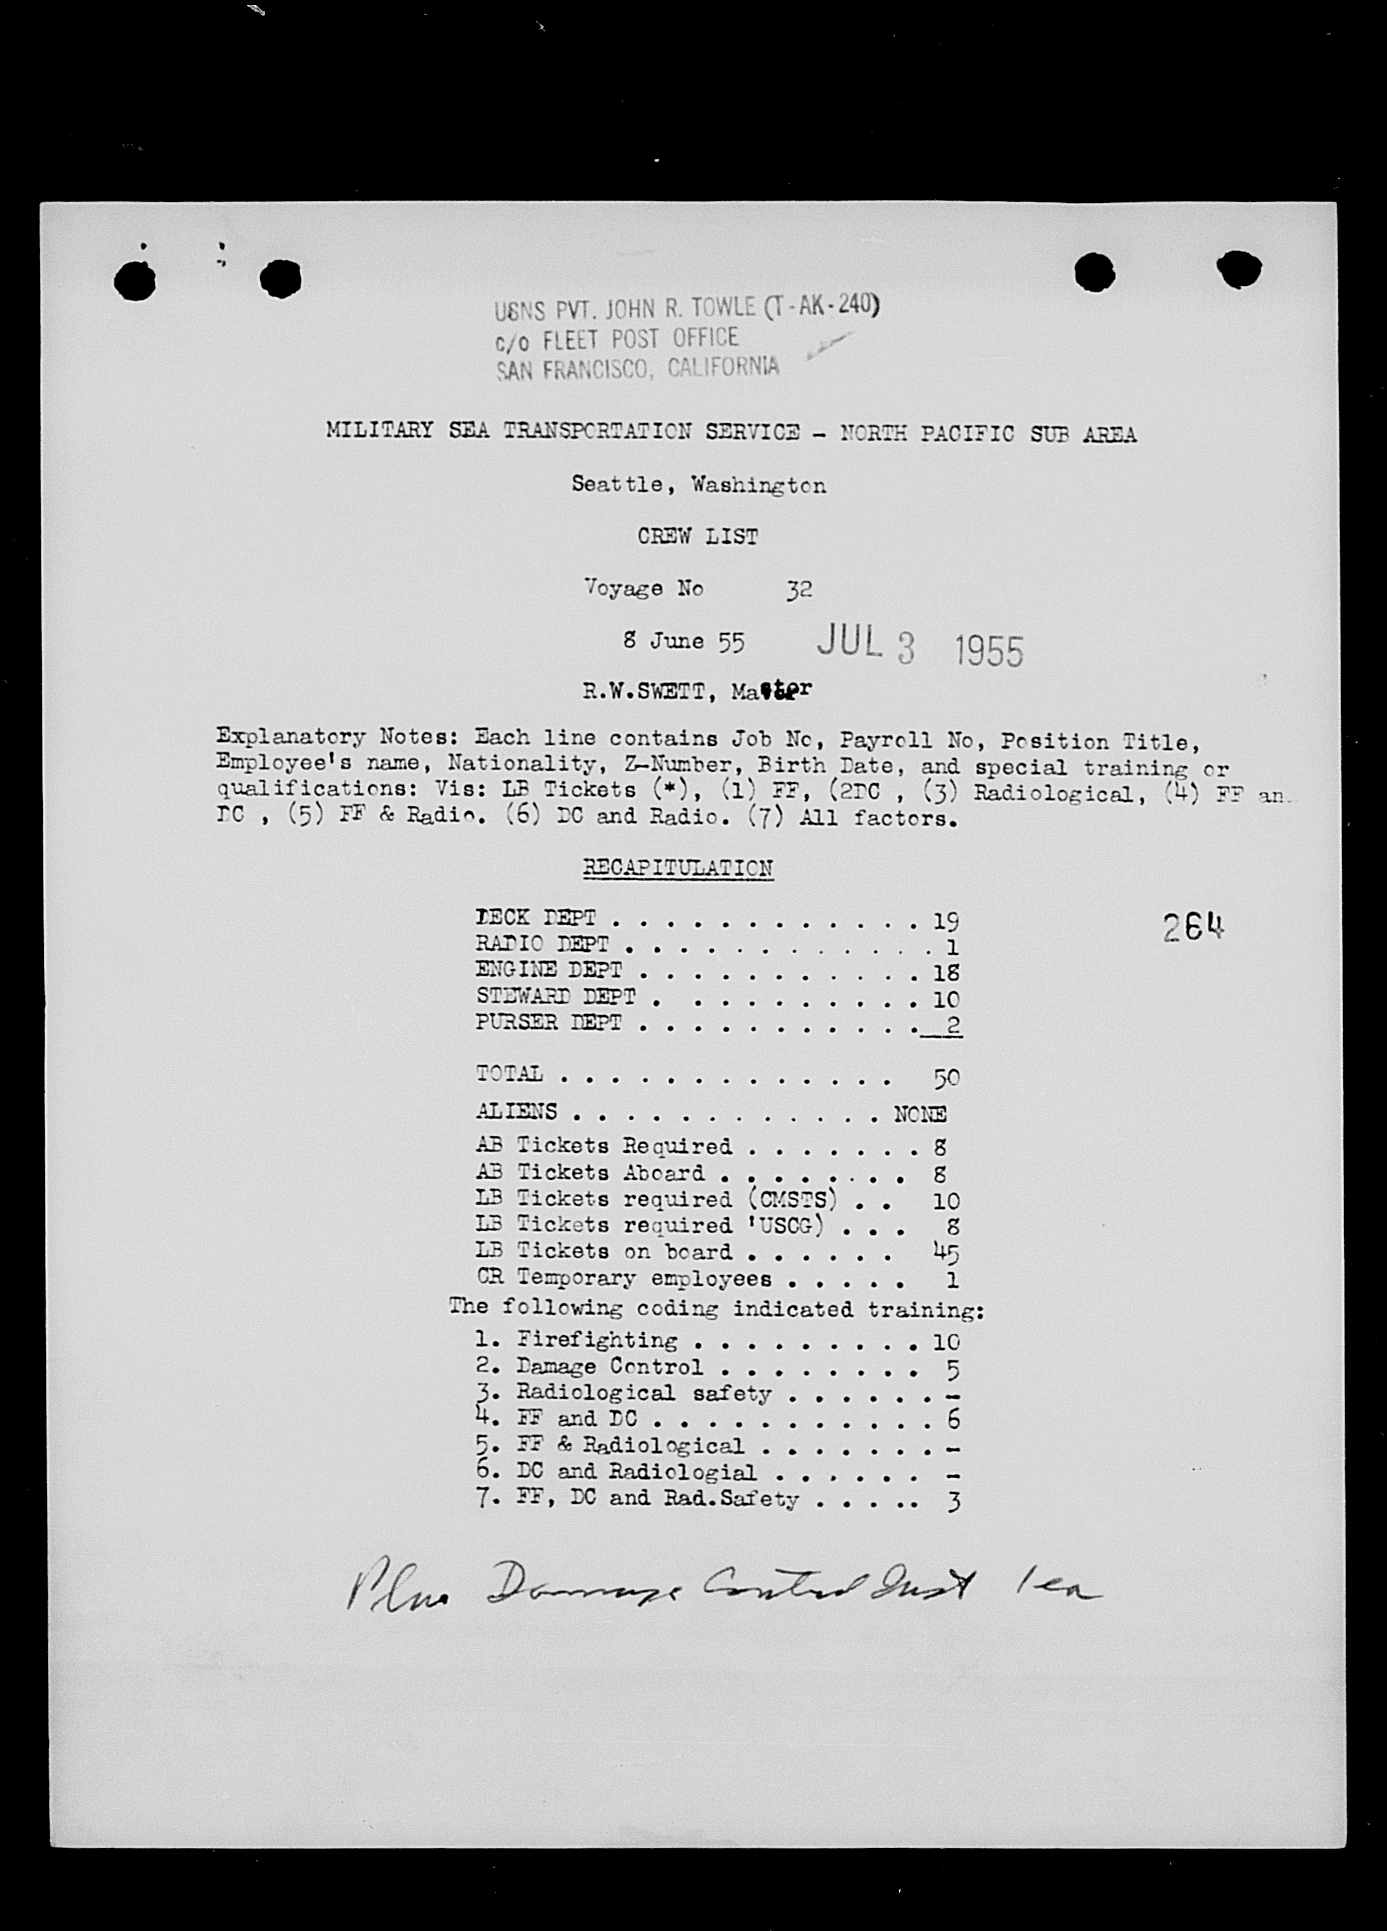 USNS PVT. JOHN R. TOWLE (T-AK-240)
c/o FLEET POST OFFICE
SAN FRANCISCO, CALIFORNIA
MILITARY SEA TRANSPORTATION SERVICE - NORTH PACIFIC SUB AREA
Seattle, Washington
CREW LIST
Voyage No 32
8 June 55 JUL 3 1955
R.W.SWETT, Master
Explanatory Notes: Each line contains Job No, Payroll No, Position Title,
Employee's name, Nationality, Z-Number, Birth Date, and special training or
qualifications: Vis: LB Tickets (*), (1) FF, (2DC , (3) Radiological, (4) FF an
DC , (5) FF & Radio. (6) DC and Radio. (7) All factors.
RECAPITULATION
DECK DEPT . . . . . . . . . . . . 19
264
RADIO DEPT . . . . . . . . . . . . 1
ENGINE DEPT . . . . . . . . . . . 18
STEWARD DEPT . . . . . . . . . . 10
PURSER DEPT . . . . . . . . . . . 2
TOTAL . . . . . . . . . . . . . 50
ALIENS . . . . . . . . . . . . NONE
AB Tickets Required . . . . . . . 8
AB Tickets Aboard . . . . . . . 8
LB Tickets required (CMSTS) . . 10
LB Tickets required 'USCG) . . . 8
LB Tickets on board . . . . . . 45
CR Temporary employees . . . . . 1
The following coding indicated training:
1. Firefighting . . . . . . . . . 10
2. Damage Control . . . . . . . . 5
3. Radiological safety . . . . . . -
4. FF and DC . . . . . . . . . . . 6
5. FF & Radiological . . . . . . . -
6. DC and Radiologial . . . . . . -
7. FF, DC and Rad.Safety . . . . . 3
Plus Damage Control Inst 1 ea